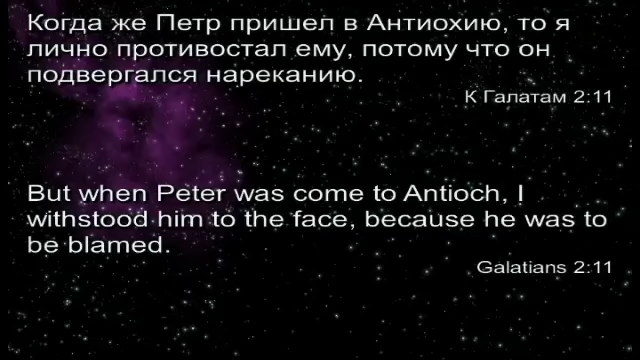 Когда же Петр пришел в Антиохию, то я
лично противостал ему, потому что он
подвергался нареканию.
К Галатам 2:11
But when Peter was come to Antioch, I
withstood him to the face, because he was to
be blamed.
Galatians 2:11